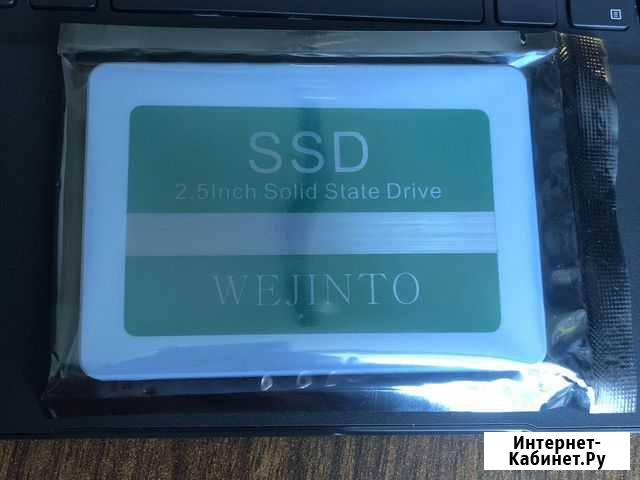 SSD
2.5Inch Solid State Drive
WEJINTO
Интернет-
Кабинет.Ру